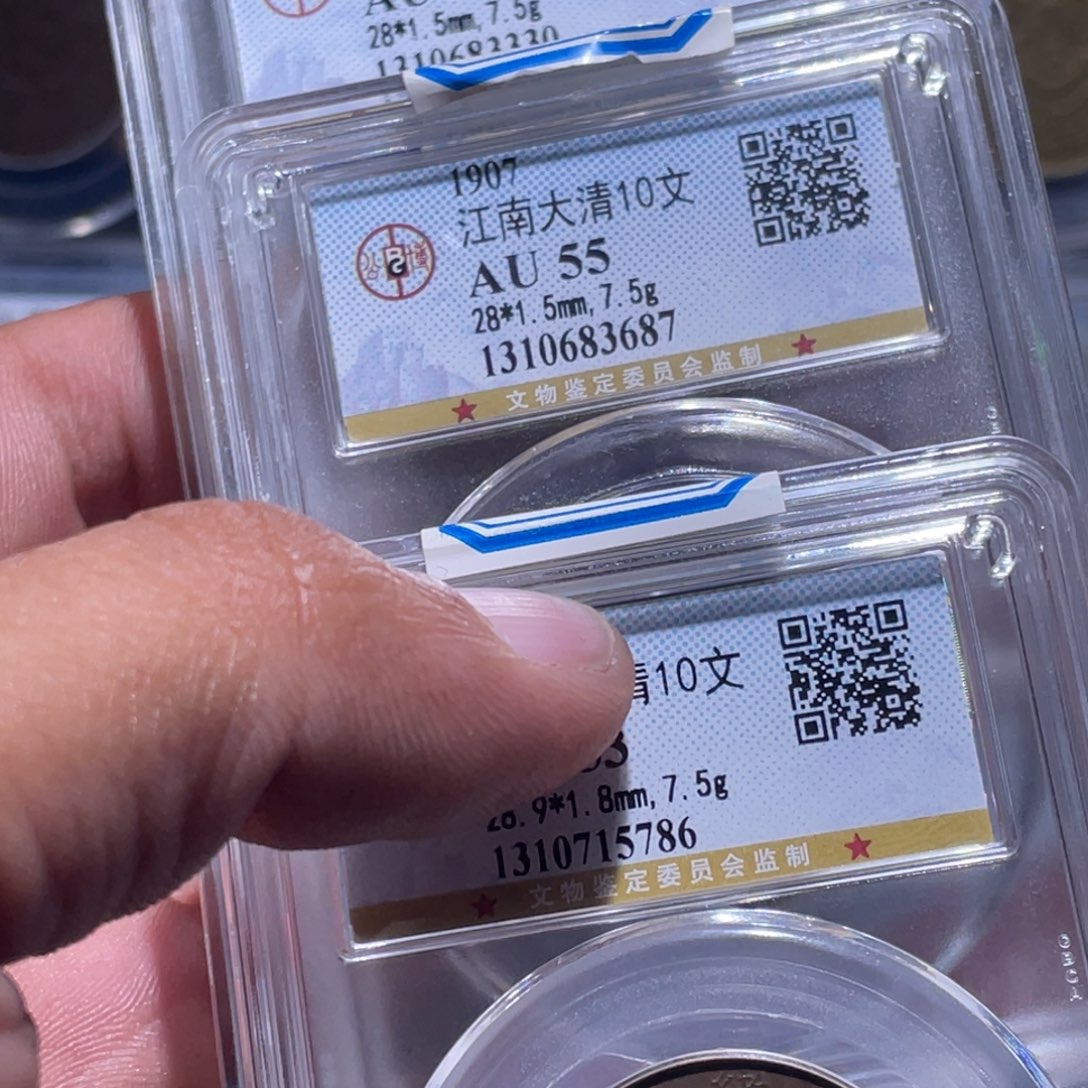 AU
28*1.5mm,7.5g
1907
江南大清10文
AU 55
28*1.5mm,7.5g
1310683687
文物鉴定委员会监制
清10文
3
28.9*1.8mm,7.5g
1310715786
文物鉴定委员会监制